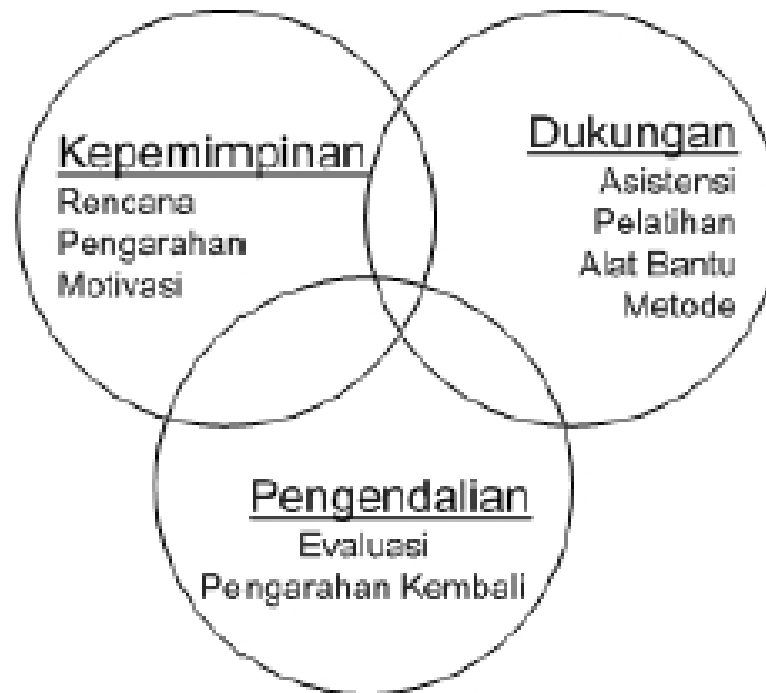 Kepemimpinan
Rencana
Pengarahan
Motivasi
Dukungan
Asistensi
Pelatihan
Alat Bantu
Metode
Pengendalian
Evaluasi
Pengarahan Kembali